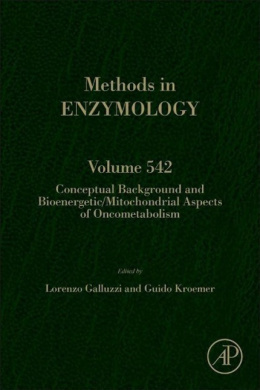 Methods in
ENZYMOLOGY
Volume 542
Conceptual Background and
Bioenergetic/Mitochondrial Aspects
of Oncometabolism
Edited by
Lorenzo Galluzzi and Guido Kroemer
AP